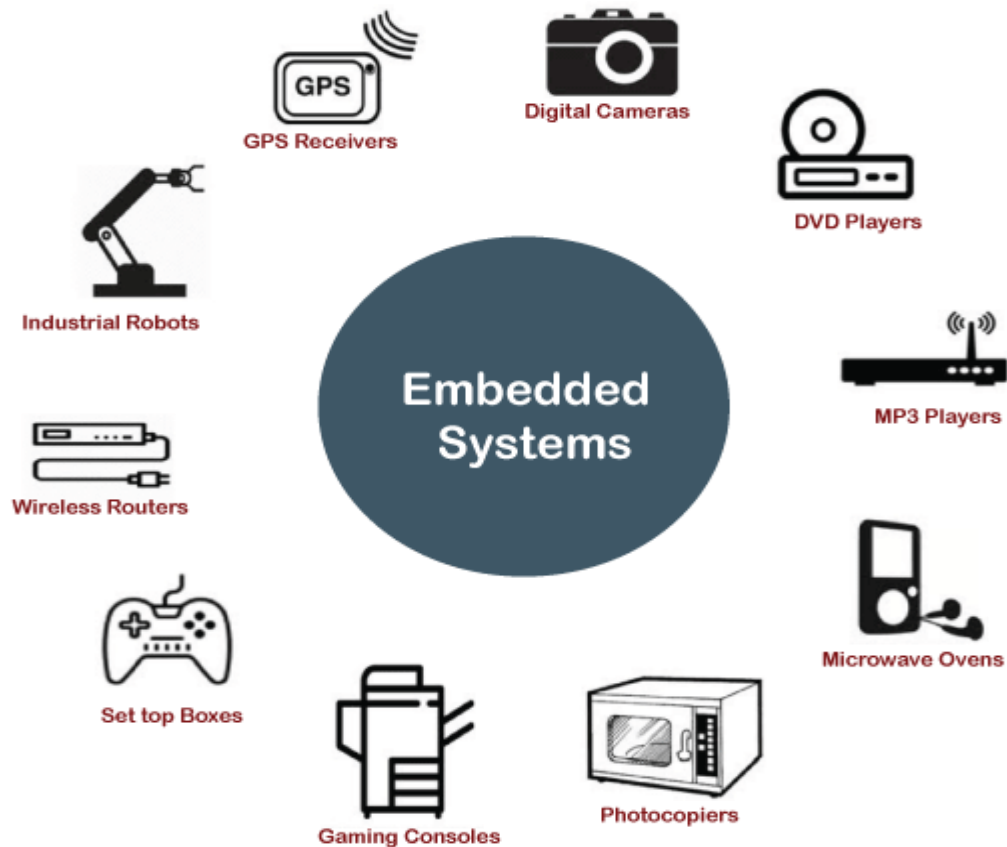 GPS
GPS Receivers
Digital Cameras
DVD Players
Industrial Robots
Embedded
Systems
MP3 Players
Wireless Routers
Microwave Ovens
Set top Boxes
Photocopiers
Gaming Consoles